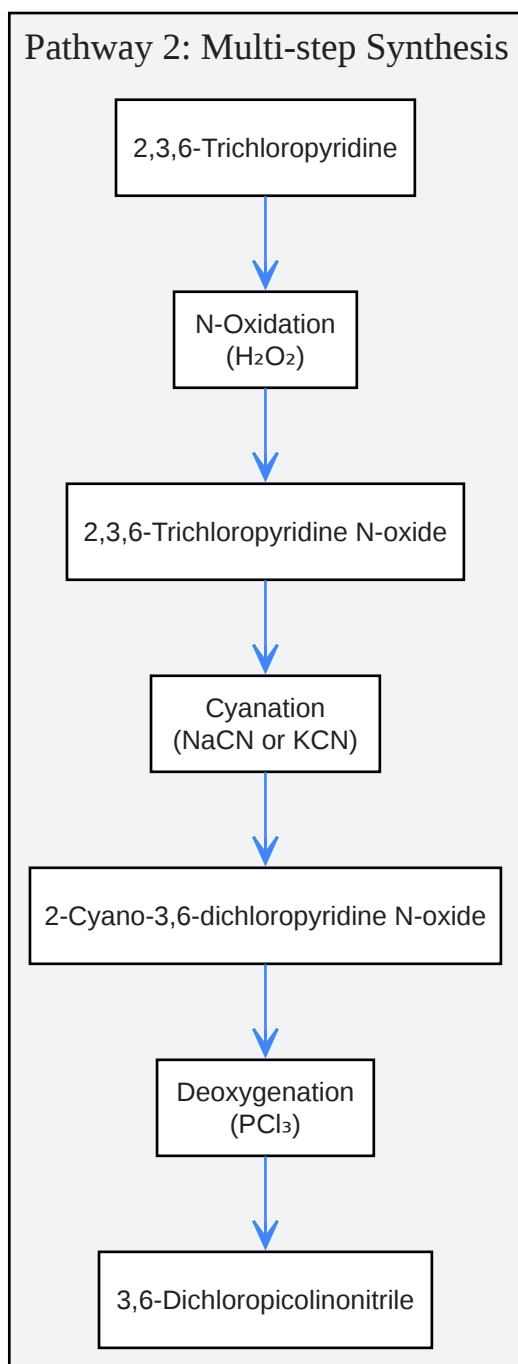 Pathway 2: Multi-step Synthesis
2,3,6-Trichloropyridine
N-Oxidation
(H₂O₂)
2,3,6-Trichloropyridine N-oxide
Cyanation
(NaCN or KCN)
2-Cyano-3,6-dichloropyridine N-oxide
Deoxygenation
(PCl₃)
3,6-Dichloropicolinonitrile